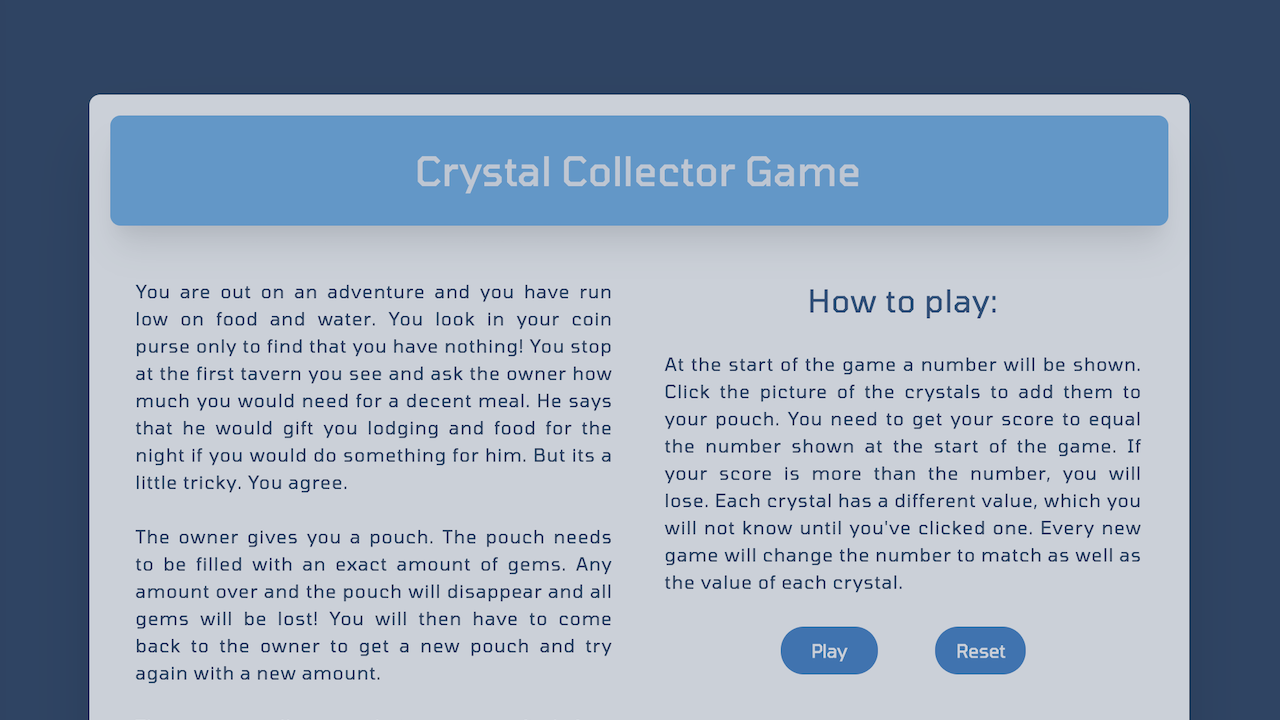 Crystal Collector Game
You are out on an adventure and you have run
low on food and water. You look in your coin
purse only to find that you have nothing! You stop
at the first tavern you see and ask the owner how
much you would need for a decent meal. He says
that he would gift you lodging and food for the
night if you would do something for him. But its a
little tricky. You agree.
The owner gives you a pouch. The pouch needs
to be filled with an exact amount of gems. Any
amount over and the pouch will disappear and all
gems will be lost! You will then have to come
back to the owner to get a new pouch and try
again with a new amount.
How to play:
At the start of the game a number will be shown.
Click the picture of the crystals to add them to
your pouch. You need to get your score to equal
the number shown at the start of the game. If
your score is more than the number, you will
lose. Each crystal has a different value, which you
will not know until you've clicked one. Every new
game will change the number to match as well as
the value of each crystal.
Play
Reset